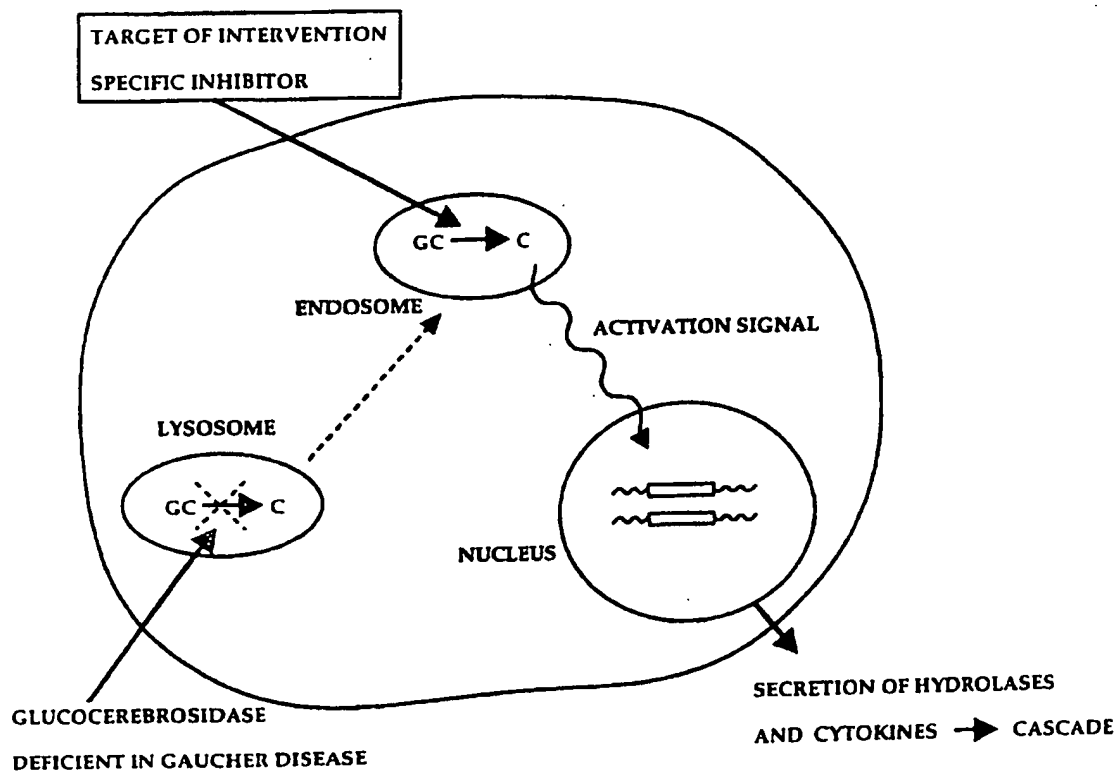 TARGET OF INTERVENTION
SPECIFIC INHIBITOR
GC → C
ENDOSOME
ACTIVATION SIGNAL
LYSOSOME
GC → C
NUCLEUS
GLUCOCEREBROSIDASE
DEFICIENT IN GAUCHER DISEASE
SECRETION OF HYDROLASES
AND CYTOKINES → CASCADE